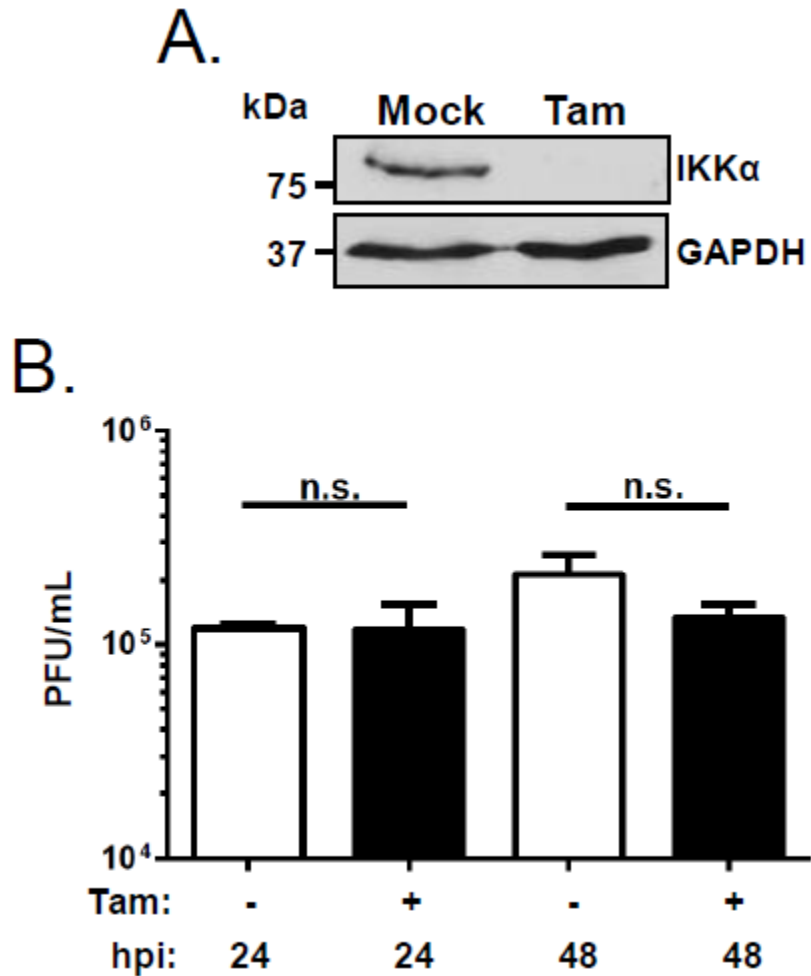 A.
kDa Mock Tam
75 IKKα
37 GAPDH
B.
10⁶
n.s. n.s.
PFU/mL
10⁵
10⁴
Tam: - + - +
hpi: 24 24 48 48